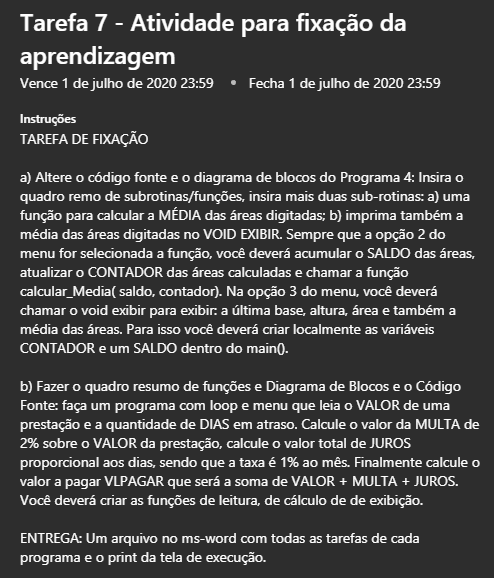 Tarefa 7 - Atividade para fixação da
aprendizagem
Vence 1 de julho de 2020 23:59 • Fecha 1 de julho de 2020 23:59
Instruções
TAREFA DE FIXAÇÃO
a) Altere o código fonte e o diagrama de blocos do Programa 4: Insira o
quadro remo de subrotinas/funções, insira mais duas sub-rotinas: a) uma
função para calcular a MÉDIA das áreas digitadas; b) imprima também a
média das áreas digitadas no VOID EXIBIR. Sempre que a opção 2 do
menu for selecionada a função, você deverá acumular o SALDO das áreas,
atualizar o CONTADOR das áreas calculadas e chamar a função
calcular_Media( saldo, contador). Na opção 3 do menu, você deverá
chamar o void exibir para exibir: a última base, altura, área e também a
média das áreas. Para isso você deverá criar localmente as variáveis
CONTADOR e um SALDO dentro do main().
b) Fazer o quadro resumo de funções e Diagrama de Blocos e o Código
Fonte: faça um programa com loop e menu que leia o VALOR de uma
prestação e a quantidade de DIAS em atraso. Calcule o valor da MULTA de
2% sobre o VALOR da prestação, calcule o valor total de JUROS
proporcional aos dias, sendo que a taxa é 1% ao mês. Finalmente calcule o
valor a pagar VLPAGAR que será a soma de VALOR + MULTA + JUROS.
Você deverá criar as funções de leitura, de cálculo de de exibição.
ENTREGA: Um arquivo no ms-word com todas as tarefas de cada
programa e o print da tela de execução.